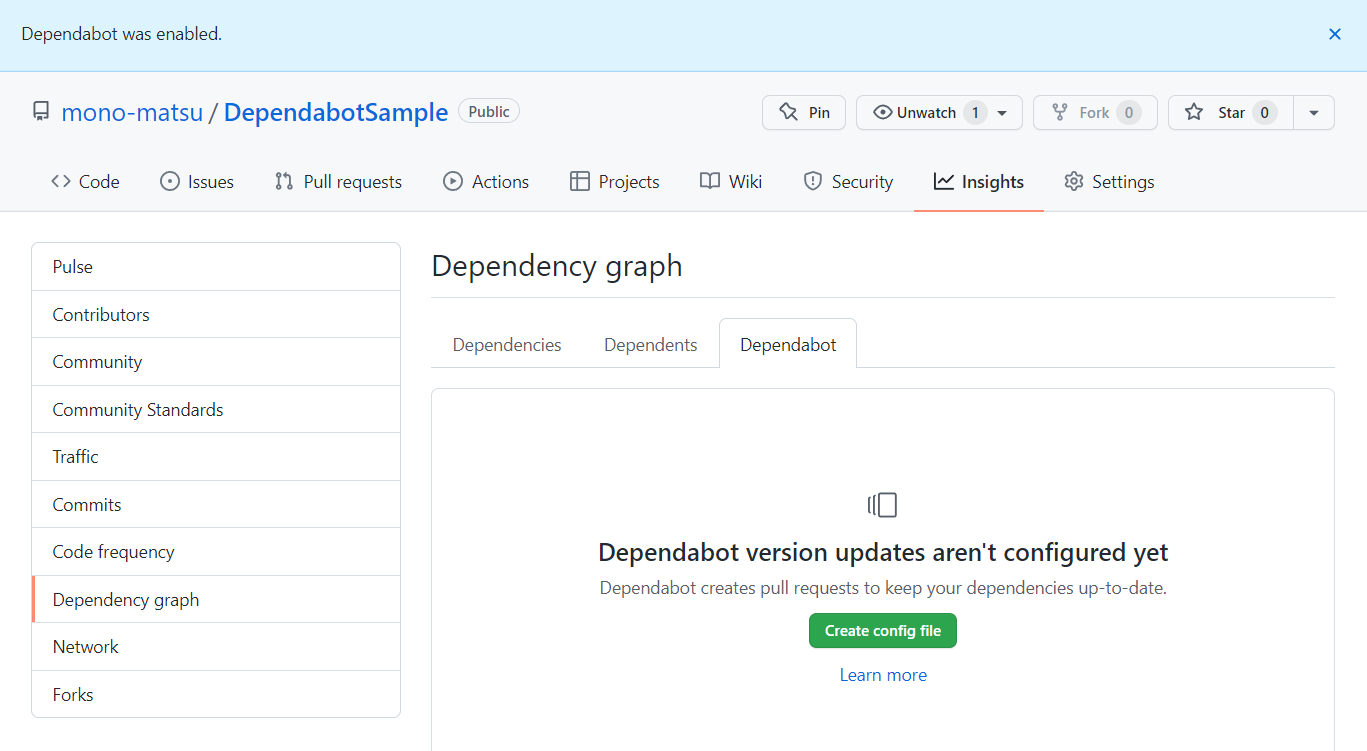 Dependabot was enabled.
mono-matsu / DependabotSample Public
Pin
Unwatch 1
Fork 0
Star 0
Code
Issues
Pull requests
Actions
Projects
Wiki
Security
Insights
Settings
Pulse
Contributors
Community
Community Standards
Traffic
Commits
Code frequency
Dependency graph
Network
Forks
Dependency graph
Dependencies
Dependents
Dependabot
Dependabot version updates aren't configured yet
Dependabot creates pull requests to keep your dependencies up-to-date.
Create config file
Learn more